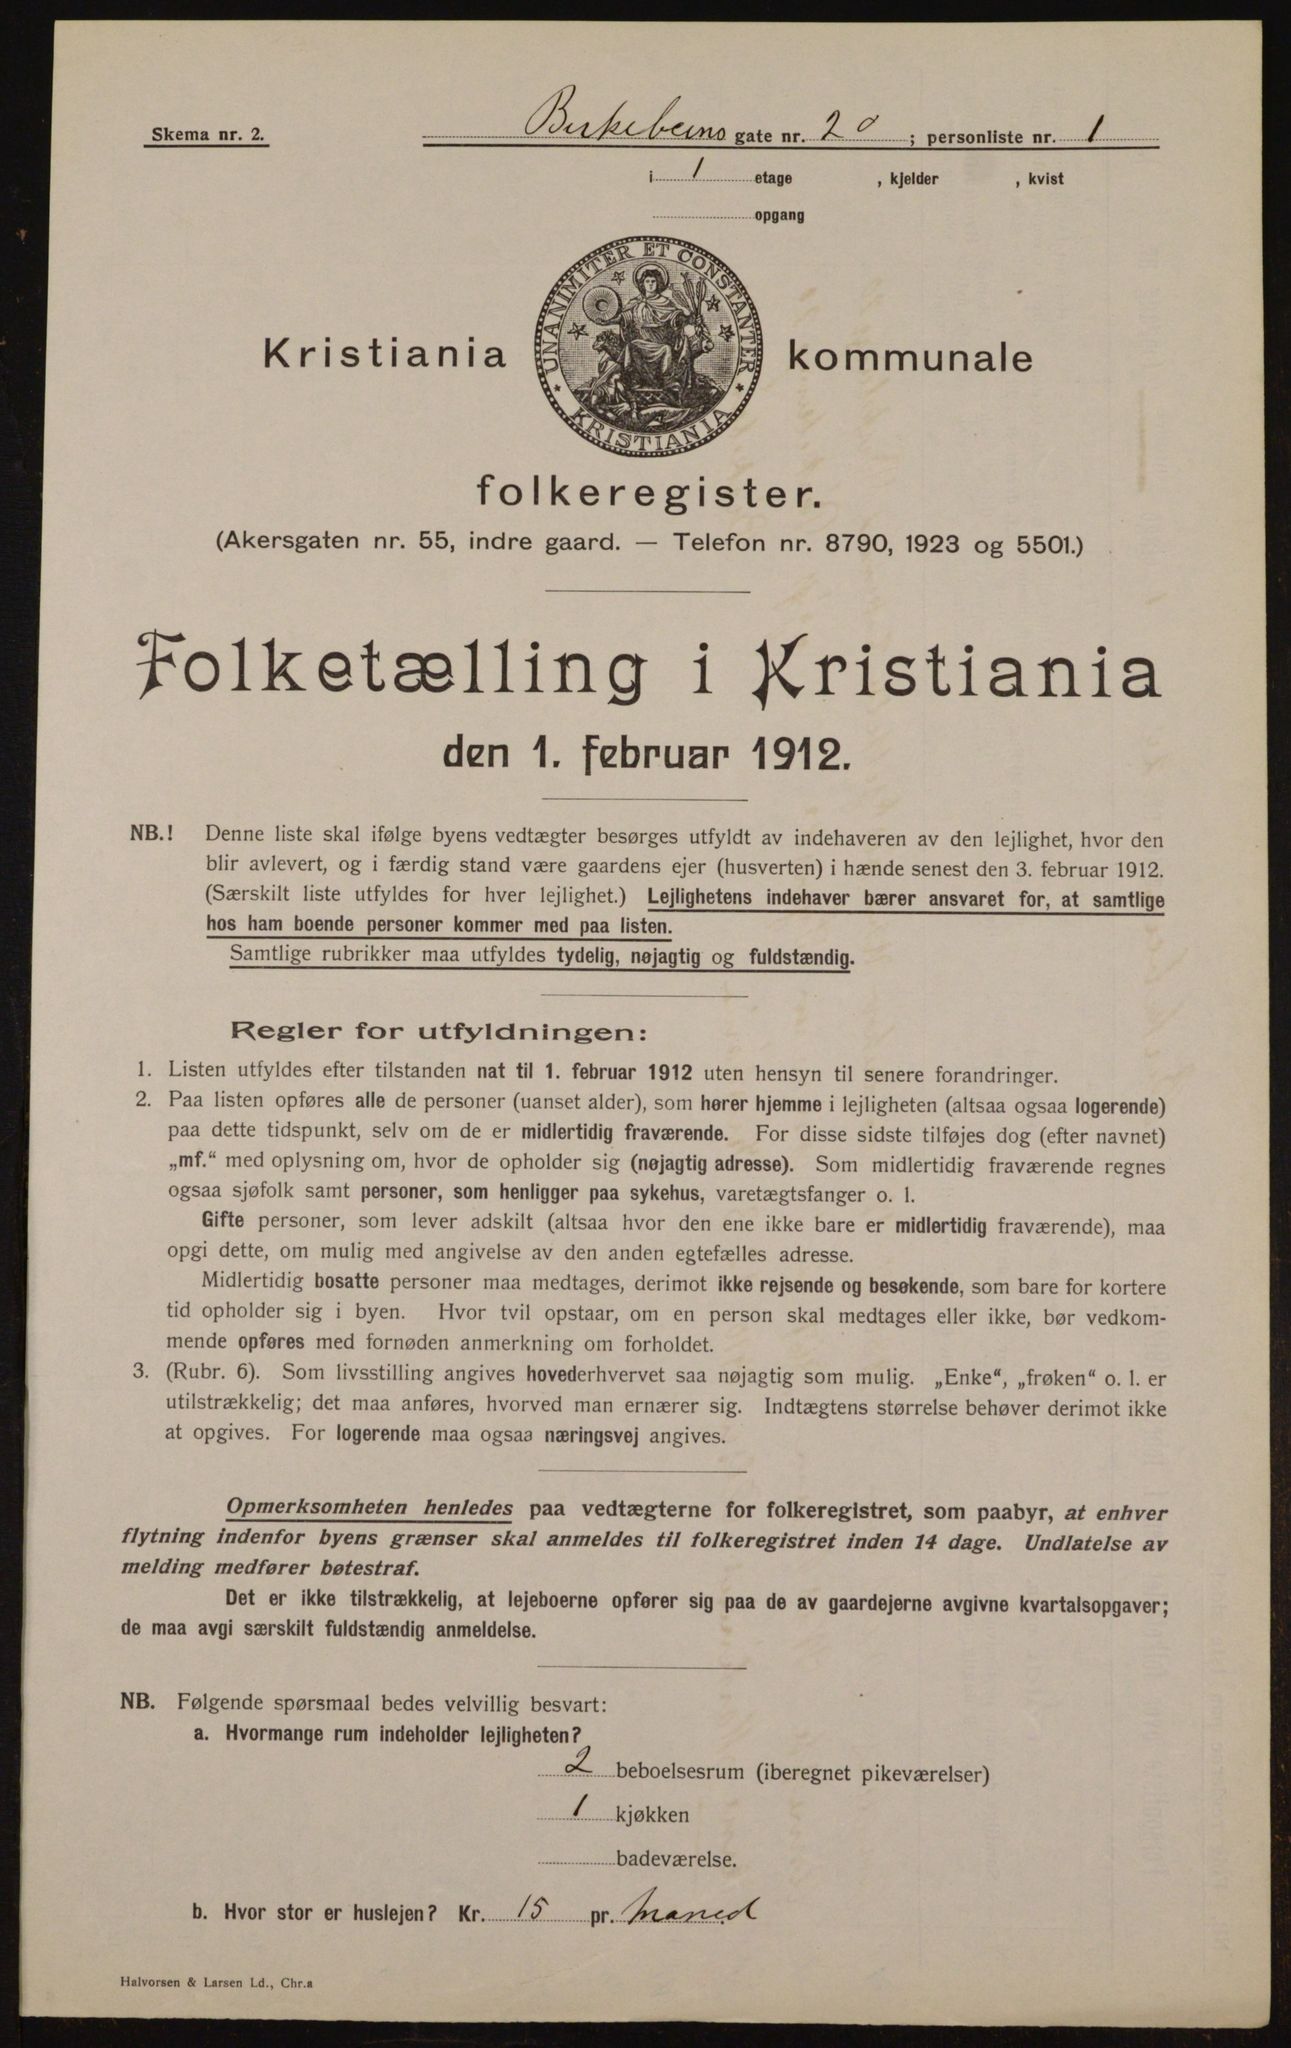 Skema nr. 2.
Birkebeens gate nr. 20; personliste nr. 1
i 1 etage , kjelder , kvist
opgang
UNANIMITER ET CONSTANTER
KRISTIANIA
Kristiania kommunale
folkeregister.
(Akersgaten nr. 55, indre gaard. — Telefon nr. 8790, 1923 og 5501.)
Folketælling i Kristiania
den 1. februar 1912.
NB.! Denne liste skal ifølge byens vedtægter besørges utfyldt av indehaveren av den lejlighet, hvor den
blir avlevert, og i færdig stand være gaardens ejer (husverten) i hænde senest den 3. februar 1912.
(Særskilt liste utfyldes for hver lejlighet.) Lejlighetens indehaver bærer ansvaret for, at samtlige
hos ham boende personer kommer med paa listen.
Samtlige rubrikker maa utfyldes tydelig, nøjagtig og fuldstændig.
Regler for utfyldningen:
1. Listen utfyldes efter tilstanden nat til 1. februar 1912 uten hensyn til senere forandringer.
2. Paa listen opføres alle de personer (uanset alder), som hører hjemme i lejligheten (altsaa ogsaa logerende)
paa dette tidspunkt, selv om de er midlertidig fraværende. For disse sidste tilføjes dog (efter navnet)
„mf.“ med oplysning om, hvor de opholder sig (nøjagtig adresse). Som midlertidig fraværende regnes
ogsaa sjøfolk samt personer, som henligger paa sykehus, varetægtsfanger o. l.
Gifte personer, som lever adskilt (altsaa hvor den ene ikke bare er midlertidig fraværende), maa
opgi dette, om mulig med angivelse av den anden egtefælles adresse.
Midlertidig bosatte personer maa medtages, derimot ikke rejsende og besøkende, som bare for kortere
tid opholder sig i byen. Hvor tvil opstaar, om en person skal medtages eller ikke, bør vedkom-
mende opføres med fornøden anmerkning om forholdet.
3. (Rubr. 6). Som livsstilling angives hovederhvervet saa nøjagtig som mulig. „Enke“, „frøken“ o. l. er
utilstrækkelig; det maa anføres, hvorved man ernærer sig. Indtægtens størrelse behøver derimot ikke
at opgives. For logerende maa ogsaa næringsvej angives.
Opmerksomheten henledes paa vedtægterne for folkeregistret, som paabyr, at enhver
flytning indenfor byens grænser skal anmeldes til folkeregistret inden 14 dage. Undlatelse av
melding medfører bøtestraf.
Det er ikke tilstrækkelig, at lejeboerne opfører sig paa de av gaardejerne avgivne kvartalsopgaver;
de maa avgi særskilt fuldstændig anmeldelse.
NB. Følgende spørsmaal bedes velvillig besvart:
a. Hvormange rum indeholder lejligheten?
2 beboelsesrum (iberegnet pikeværelser)
1 kjøkken
badeværelse.
b. Hvor stor er huslejen? Kr. 15 pr. Maned
Halvorsen & Larsen Ld., Chr.a